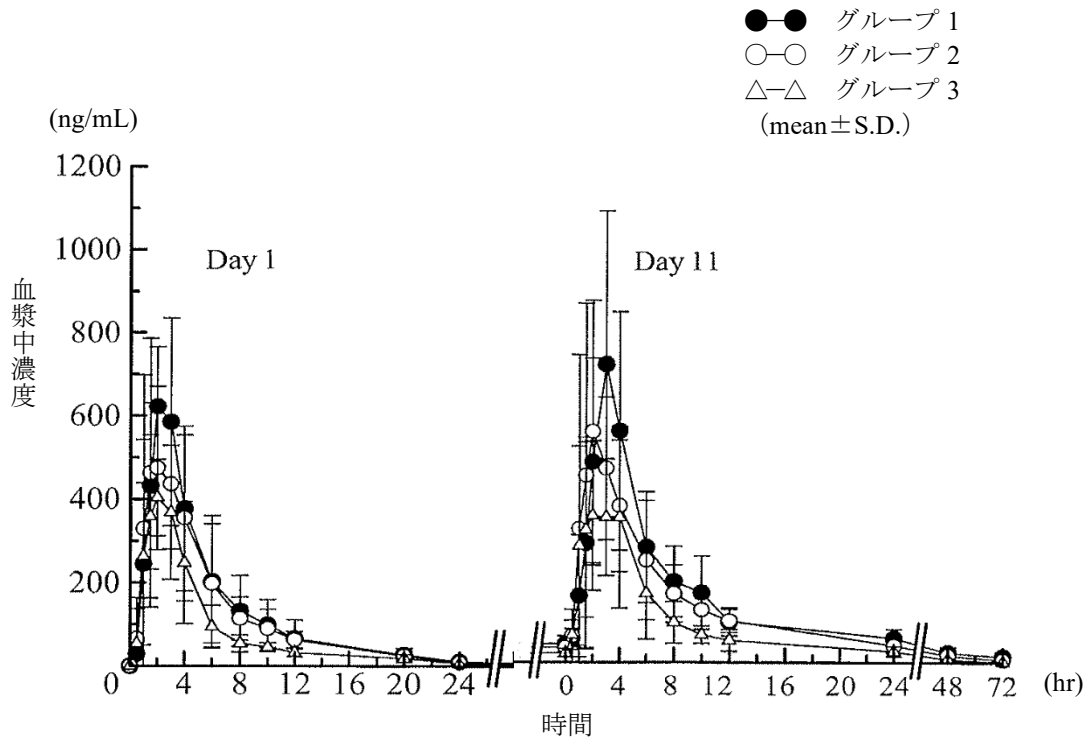 ●-● グループ 1
○-○ グループ 2
△-△ グループ 3
(mean±S.D.)
(ng/mL)
1200
1000
800
600
400
200
0
血漿中濃度
Day 1
Day 11
4 8 12 16 20 24 0 4 8 12 16 20 24 48 72 (hr)
時間